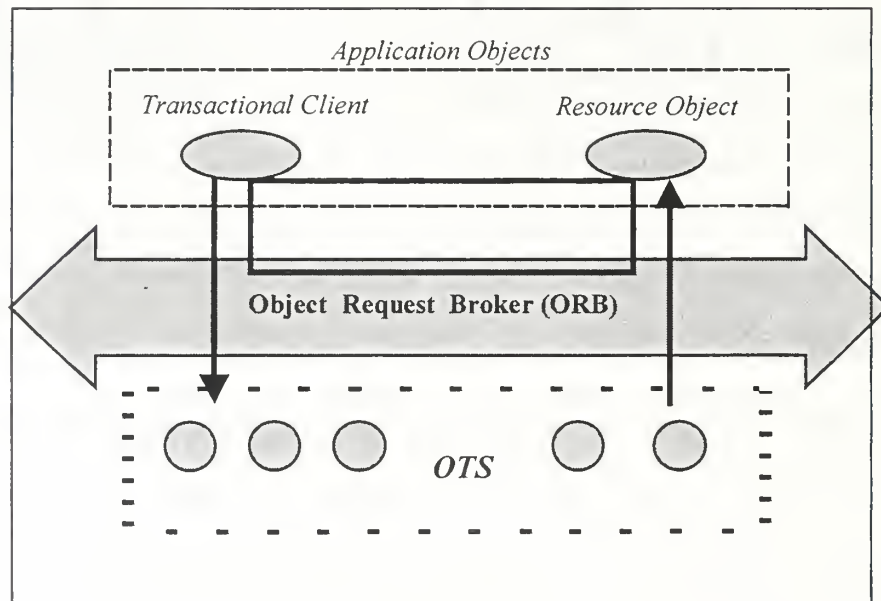 Application Objects
Transactional Client
Resource Object
Object Request Broker (ORB)
OTS